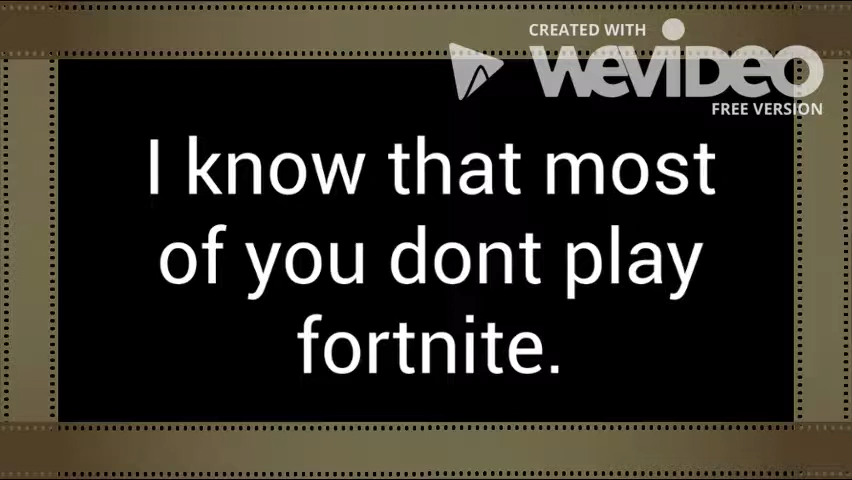 CREATED WITH
WEVIDEO
FREE VERSION
I know that most
of you dont play
fortnite.